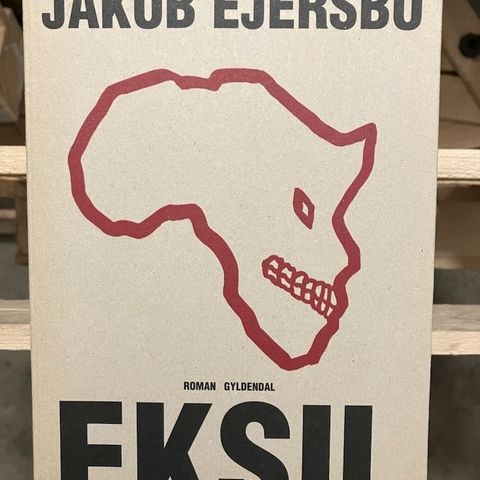 JAKOB EJERSBO
ROMAN GYLDENDAL
EKSIL